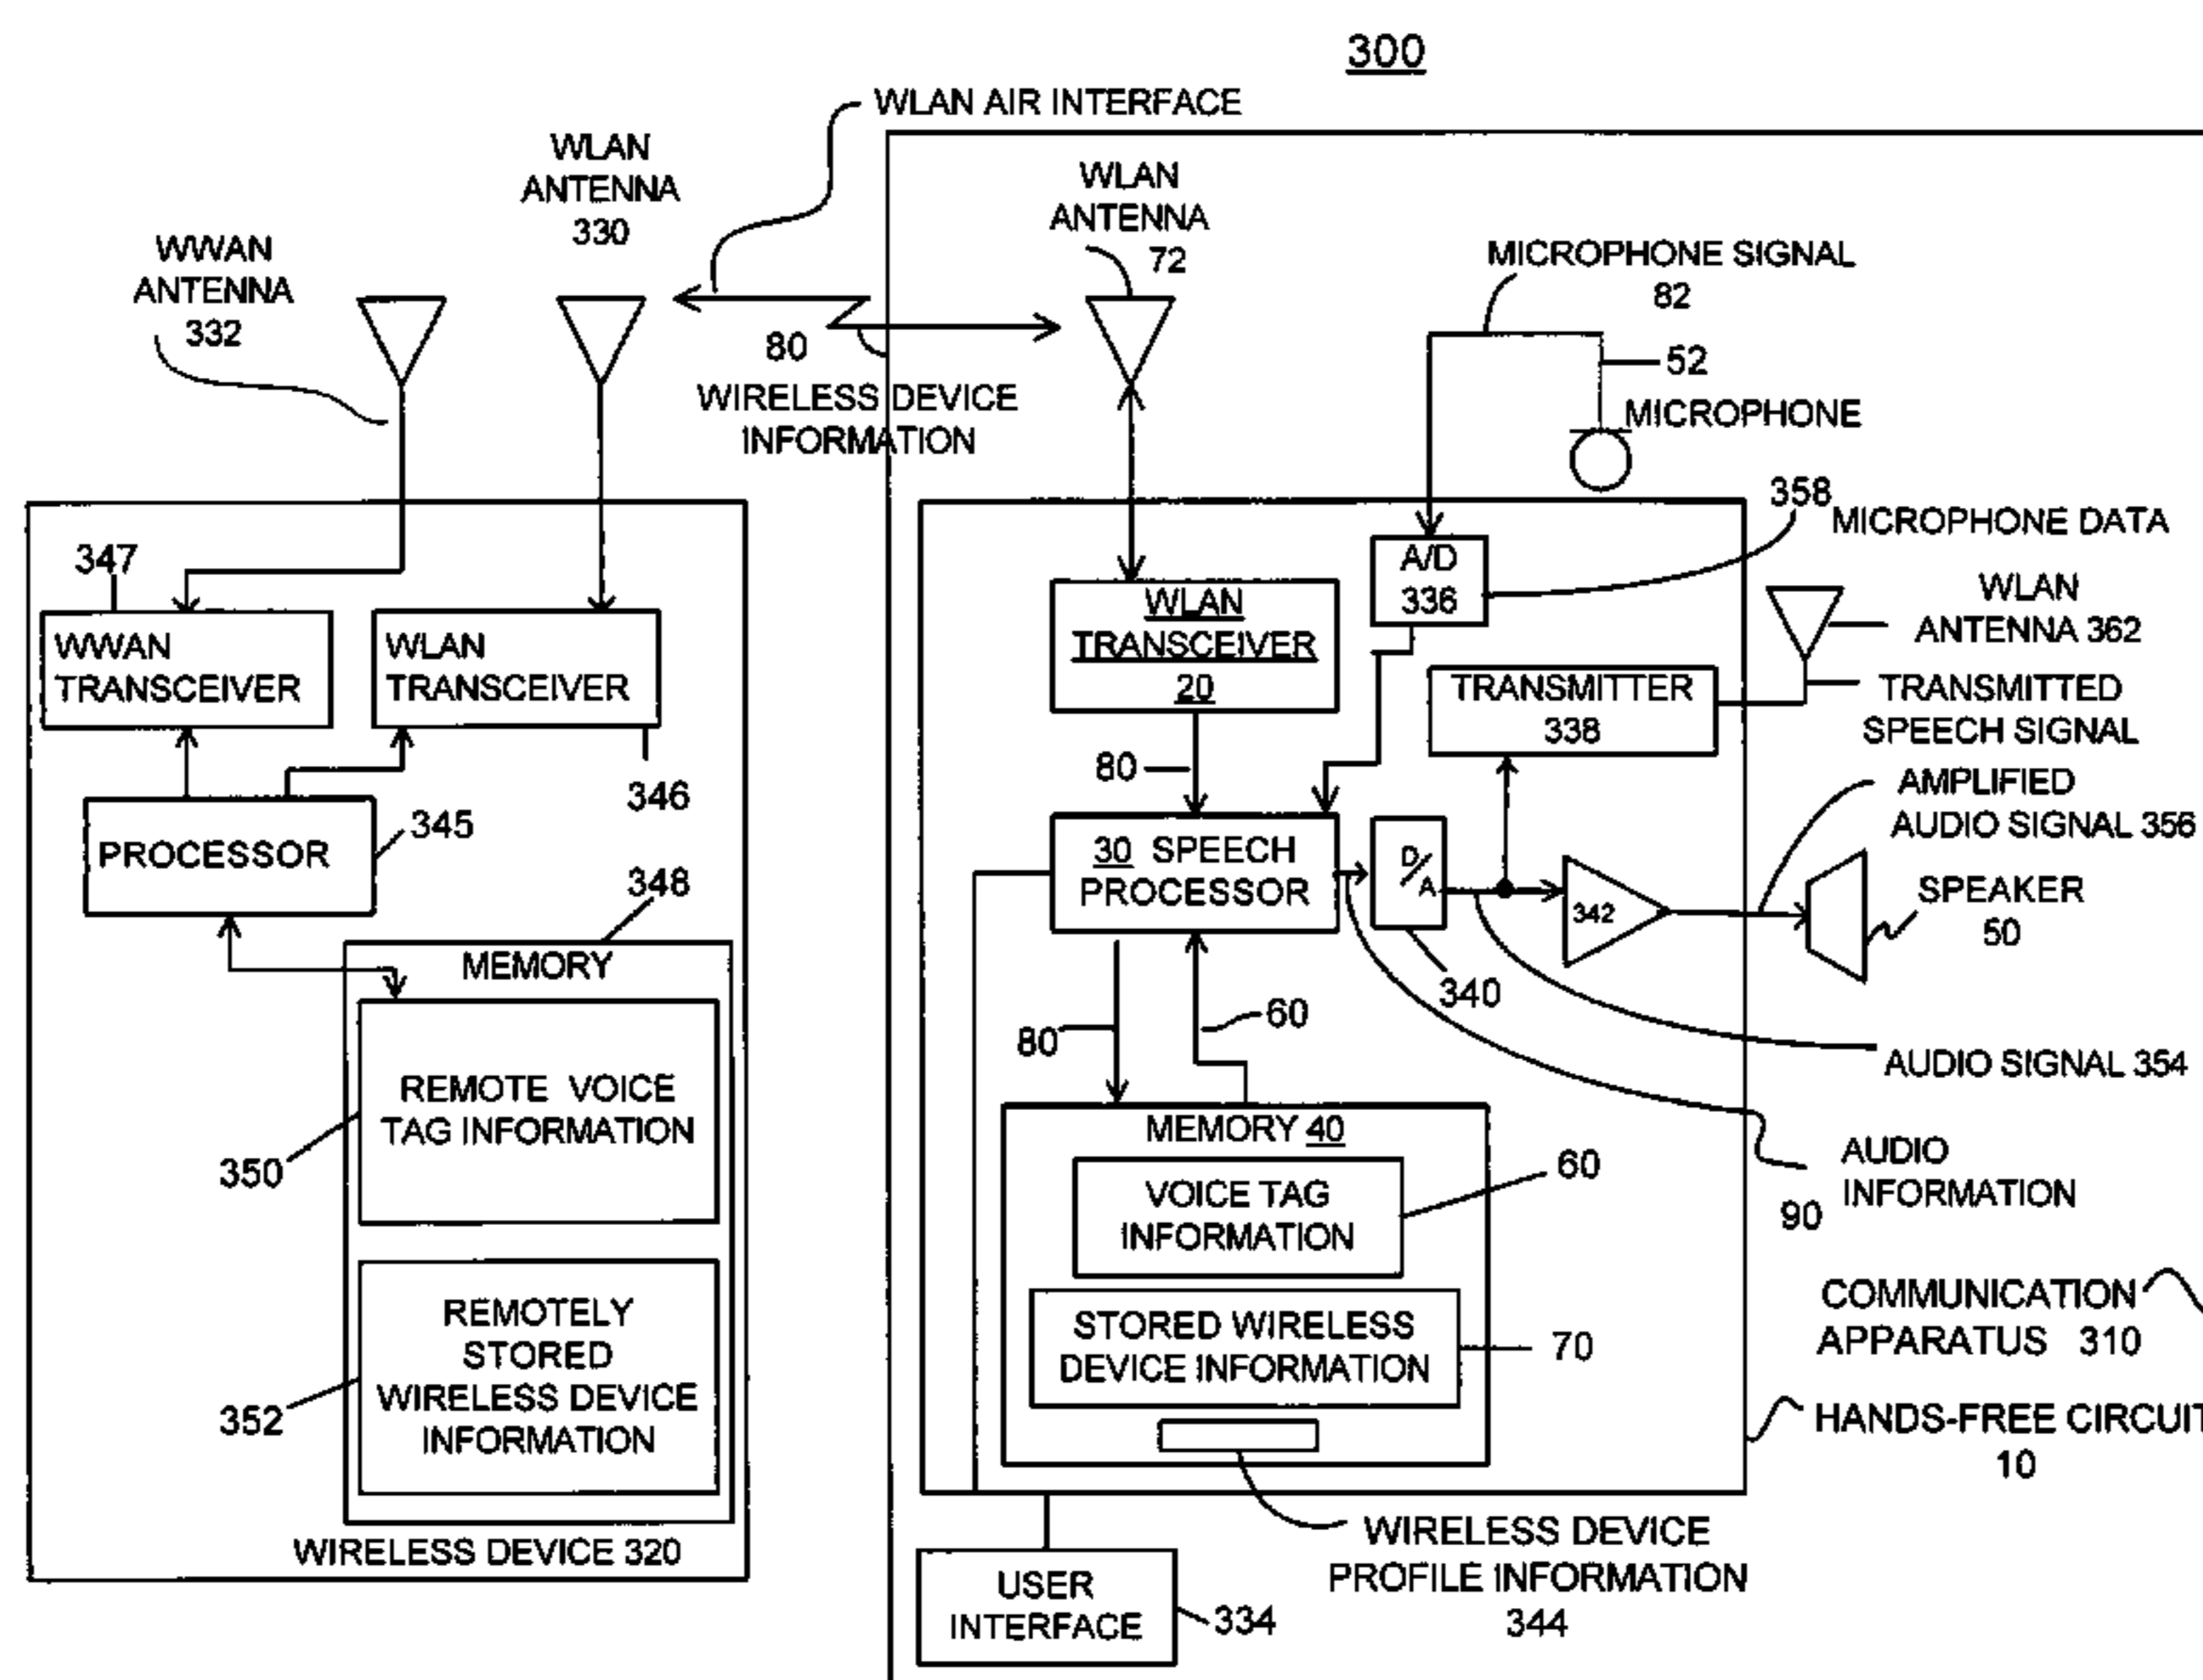 300
WLAN AIR INTERFACE
WLAN
ANTENNA
330
WWAN
ANTENNA
332
80
WIRELESS DEVICE
INFORMATION
WLAN
ANTENNA
72
MICROPHONE SIGNAL
82
52
MICROPHONE
358
MICROPHONE DATA
347
WWAN
TRANSCEIVER
WLAN
TRANSCEIVER
346
PROCESSOR
345
348
MEMORY
REMOTE VOICE
TAG INFORMATION
350
REMOTELY
STORED
WIRELESS DEVICE
INFORMATION
352
WIRELESS DEVICE 320
A/D
336
WLAN
TRANSCEIVER
20
WLAN
ANTENNA 362
TRANSMITTER
338
TRANSMITTED
SPEECH SIGNAL
80
AMPLIFIED
AUDIO SIGNAL 356
30 SPEECH
PROCESSOR
D/A
342
SPEAKER
50
340
80
60
AUDIO SIGNAL 354
MEMORY 40
VOICE TAG
INFORMATION
60
AUDIO
INFORMATION
90
STORED WIRELESS
DEVICE INFORMATION
70
COMMUNICATION
APPARATUS 310
HANDS-FREE CIRCUIT
10
WIRELESS DEVICE
PROFILE INFORMATION
344
USER
INTERFACE
334